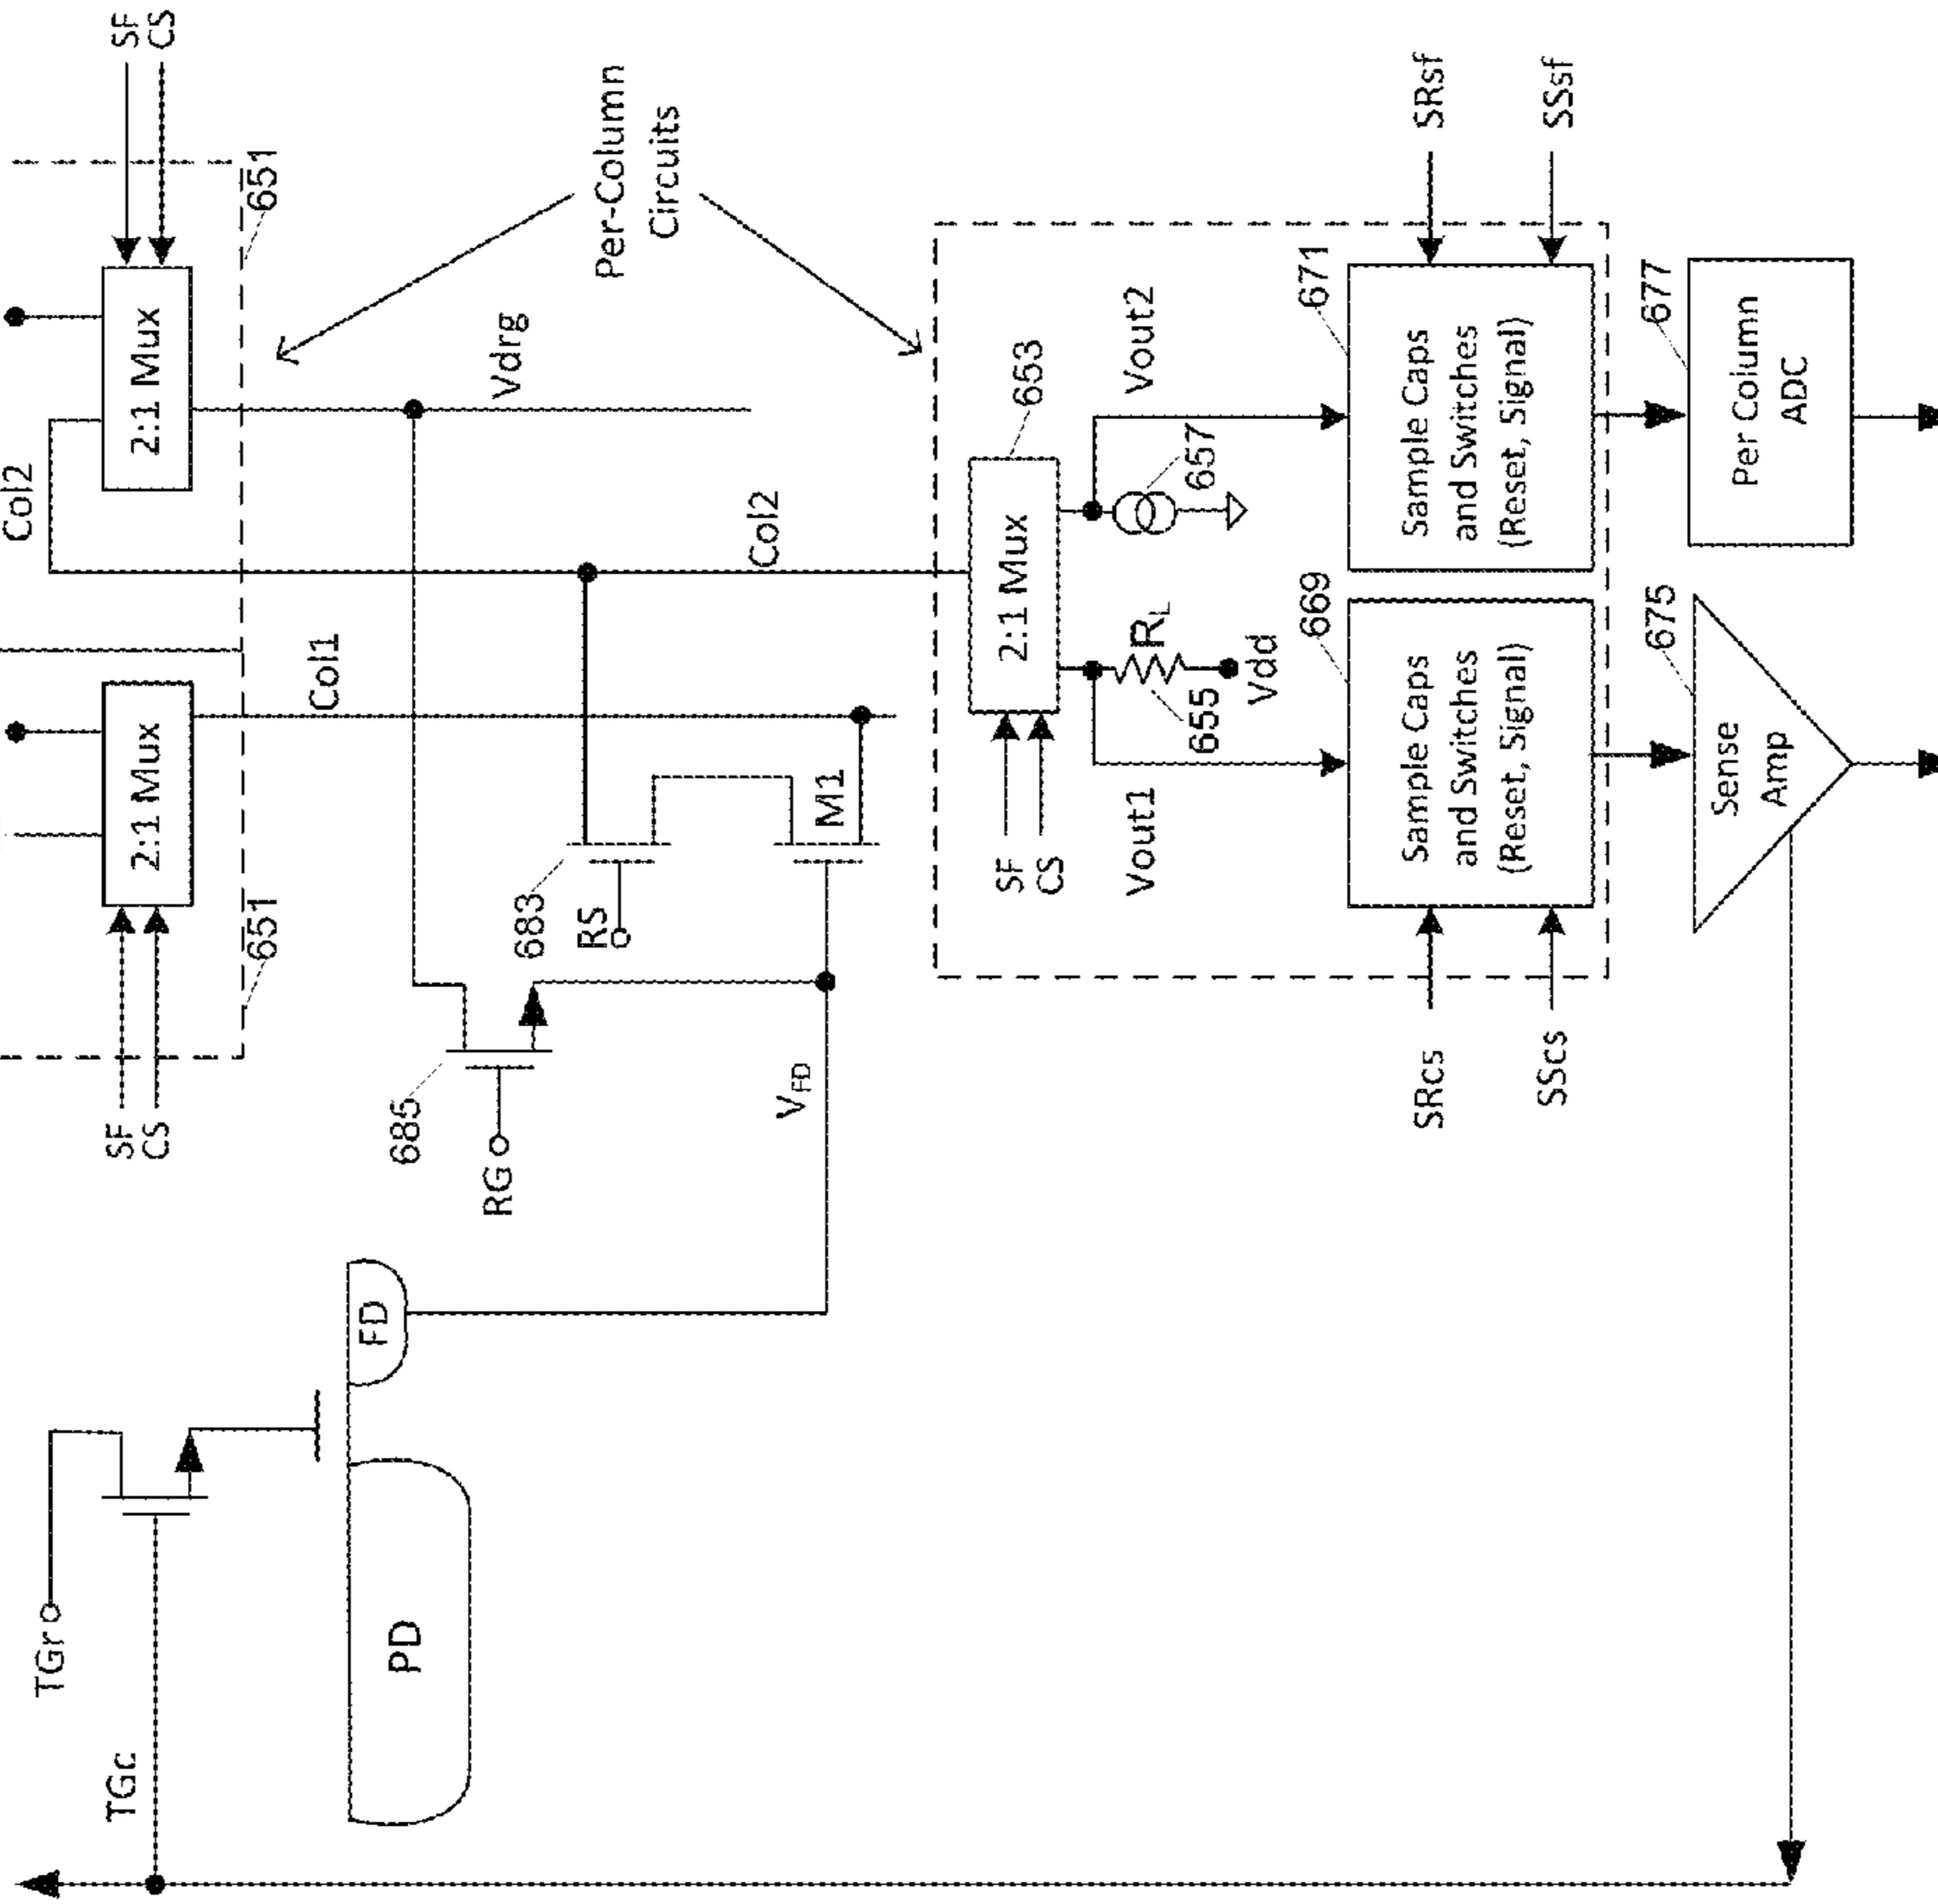 SF
CS
Col2
2:1 Mux
651
2:1 Mux
651
SF
CS
Col1
Vdrg
Per-Column
Circuits
TGr
TGc
PD
FD
RG
685
683
RS
M1
VFD
Col2
653
2:1 Mux
SF
CS
Vout1
RL
655
Vdd
657
Vout2
669
Sample Caps
and Switches
(Reset, Signal)
671
Sample Caps
and Switches
(Reset, Signal)
SRcs
SScs
SRsf
SSsf
675
Sense
Amp
677
Per Column
ADC